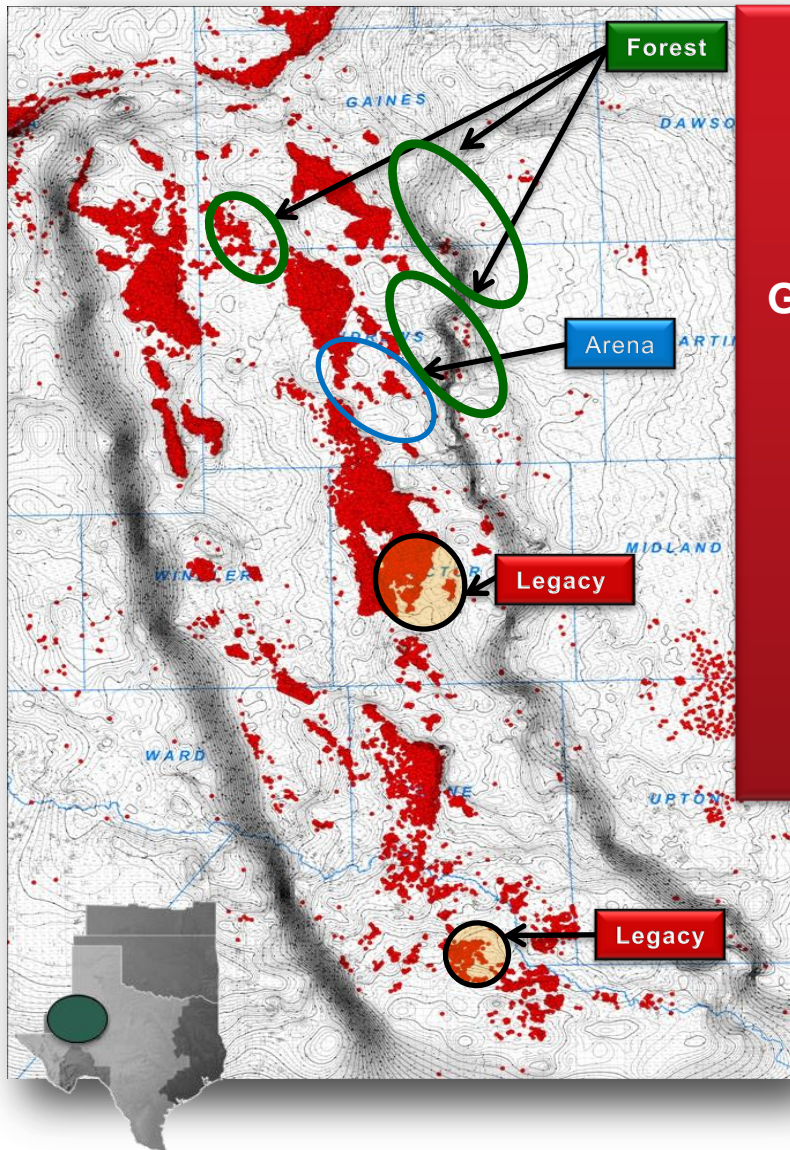 Forest
GAINES
DAWSO
G
Arena
ARTI
MIDLAND
Legacy
WARD
UPTON
Legacy